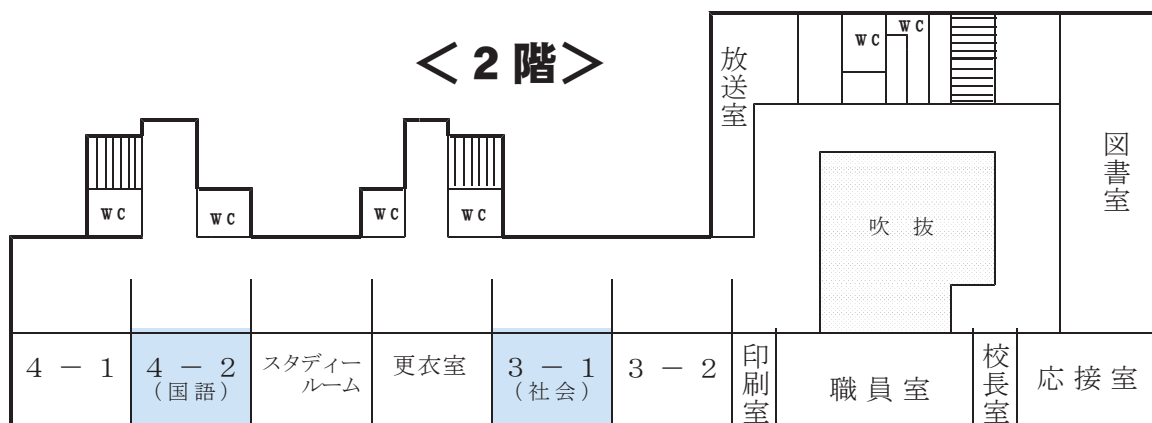 ＜２階＞
放送室
WC
WC
図書室
WC
WC
WC
WC
吹 抜
４－１
４－２
（国語）
スタディー
ルーム
更衣室
３－１
（社会）
３－２
印刷室
職員室
校長室
応接室